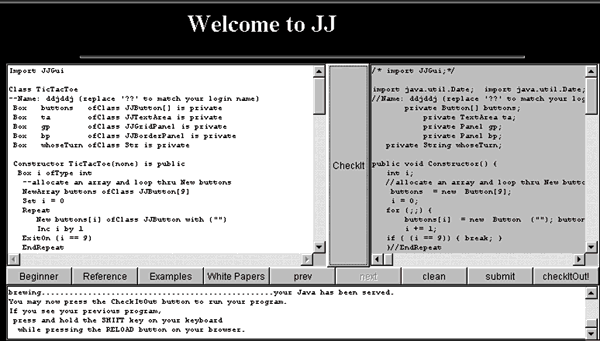 Welcome to JJ
Import JJGui
Class TicTacToe
--Name: ddjddj (replace '??' to match your login name)
Box buttons ofClass JJButton[] is private
Box ta ofClass JJTextArea is private
Box gp ofClass JJGridPanel is private
Box bp ofClass JJBorderPanel is private
Box whoseTurn ofClass Str is private
Constructor TicTacToe(none) is public
Box i ofType int
--allocate an array and loop thru New buttons
NewArray buttons ofClass JJButton[9]
Set i = 0
Repeat
New buttons[i] ofClass JJButton with ("")
Inc i by 1
ExitOn (i == 9)
EndRepeat
CheckIt
/* import JJGui;*/
import java.util.Date; import java.util.Date;
//Name: ddjddj (replace '??' to match your log
private Button[] buttons;
private TextArea ta;
private Panel gp;
private Panel bp;
private String whoseTurn;
public void Constructor() {
int i;
//allocate an array and loop thru New button
buttons = new Button[9];
i = 0;
for (;;) {
buttons[i] = new Button (""); button
i += 1;
if ( (i == 9)) { break; }
}//EndRepeat
Beginner Reference Examples White Papers prev next clean submit checkItOut!
brewing................................................your Java has been served.
You may now press the CheckItOut button to run your program.
If you see your previous program,
press and hold the SHIFT key on your keyboard
while pressing the RELOAD button on your browser.